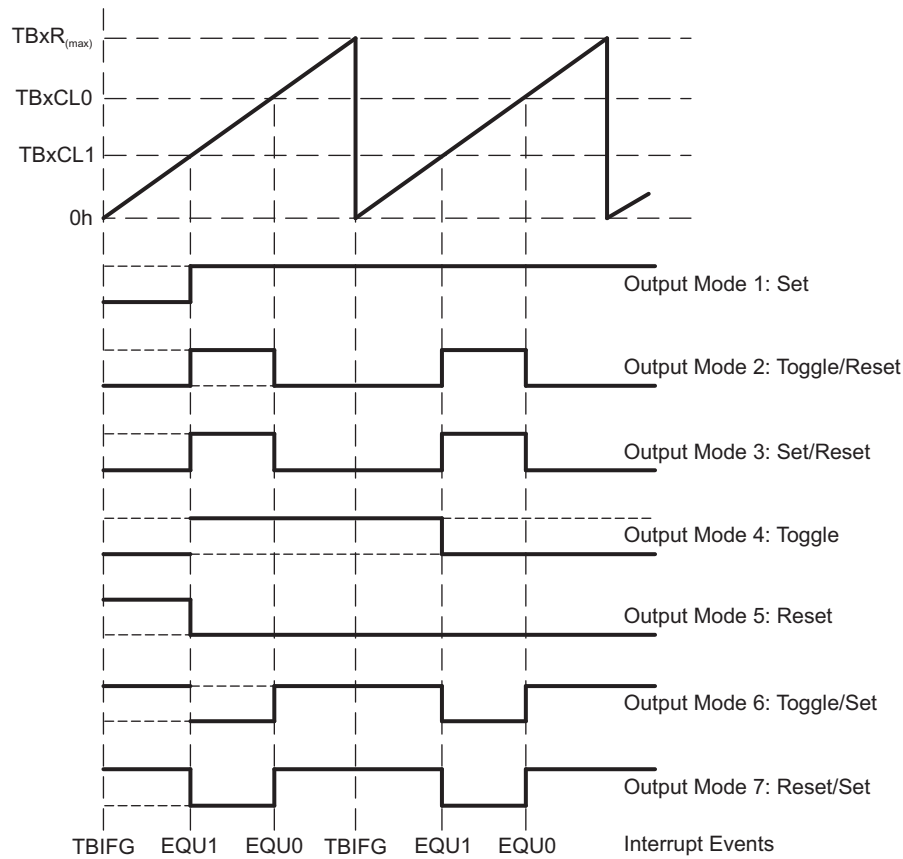 TBxR(max)
TBxCL0
TBxCL1
0h
Output Mode 1: Set
Output Mode 2: Toggle/Reset
Output Mode 3: Set/Reset
Output Mode 4: Toggle
Output Mode 5: Reset
Output Mode 6: Toggle/Set
Output Mode 7: Reset/Set
TBIFG EQU1 EQU0 TBIFG EQU1 EQU0 Interrupt Events